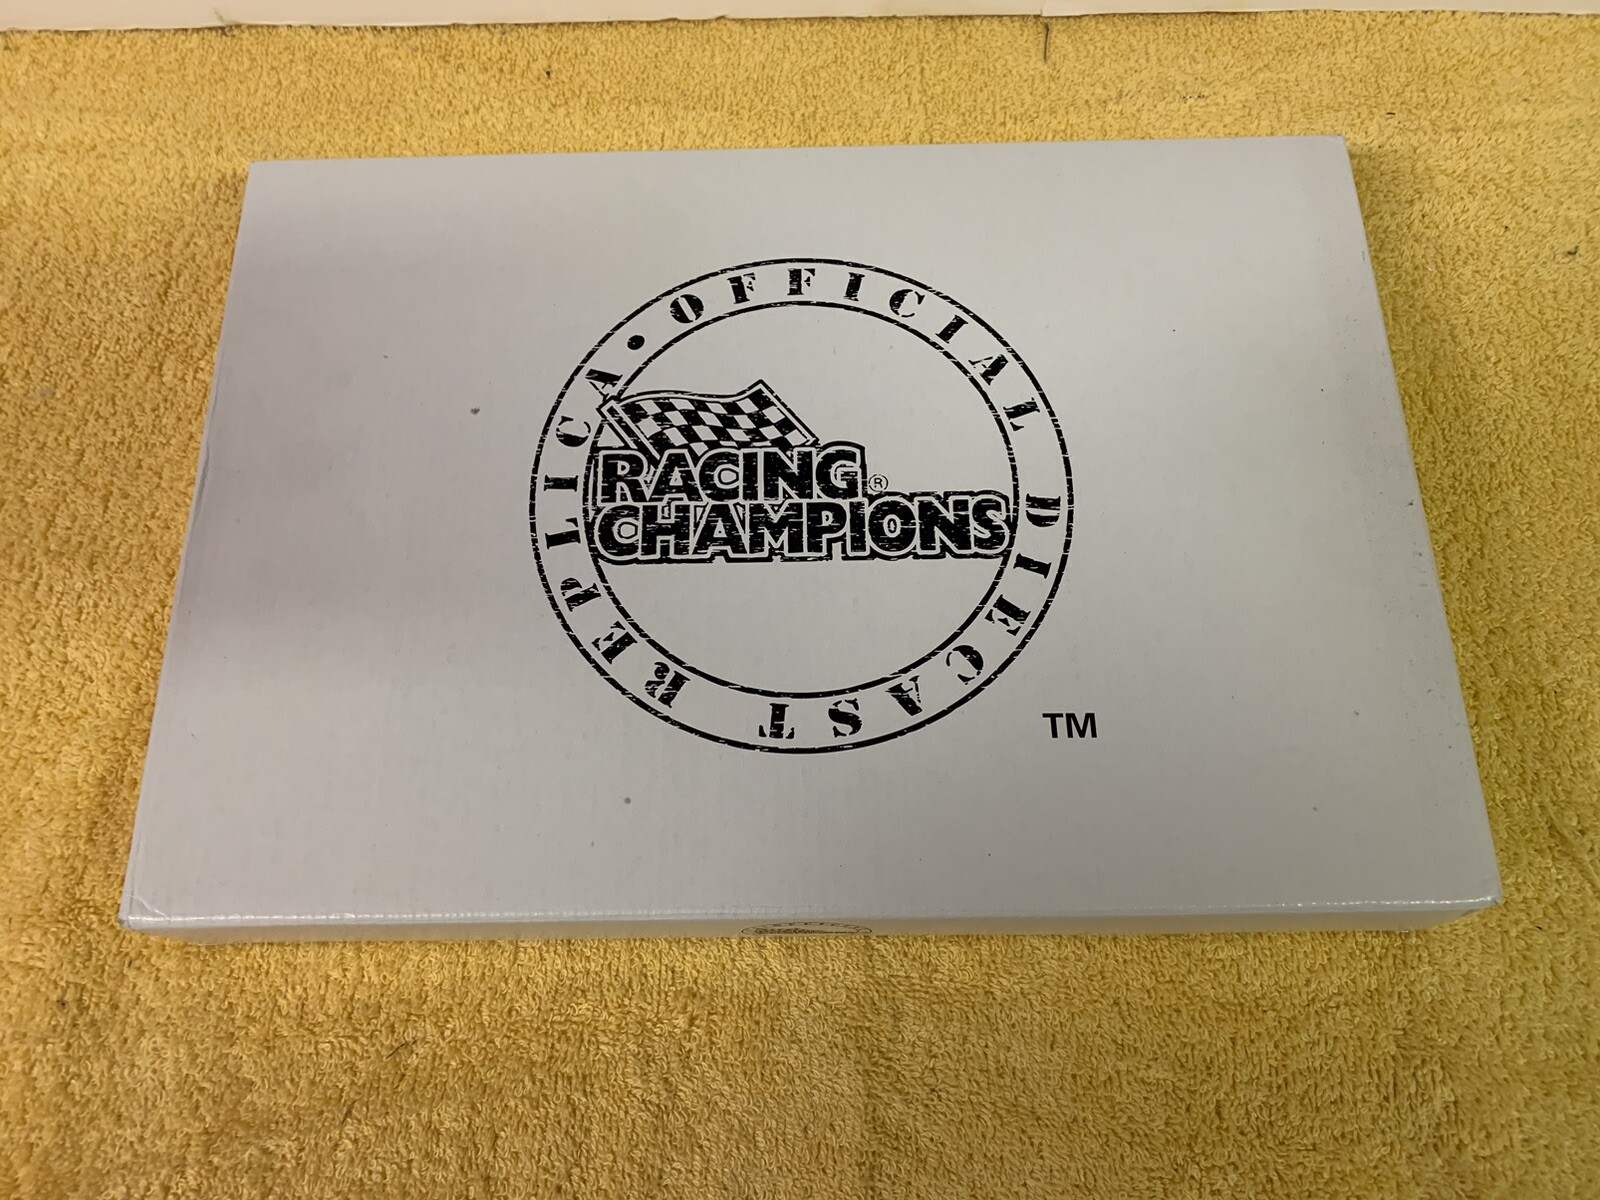 OFFICIAL DIECAST REPLICA •
RACING
CHAMPIONS®
TM